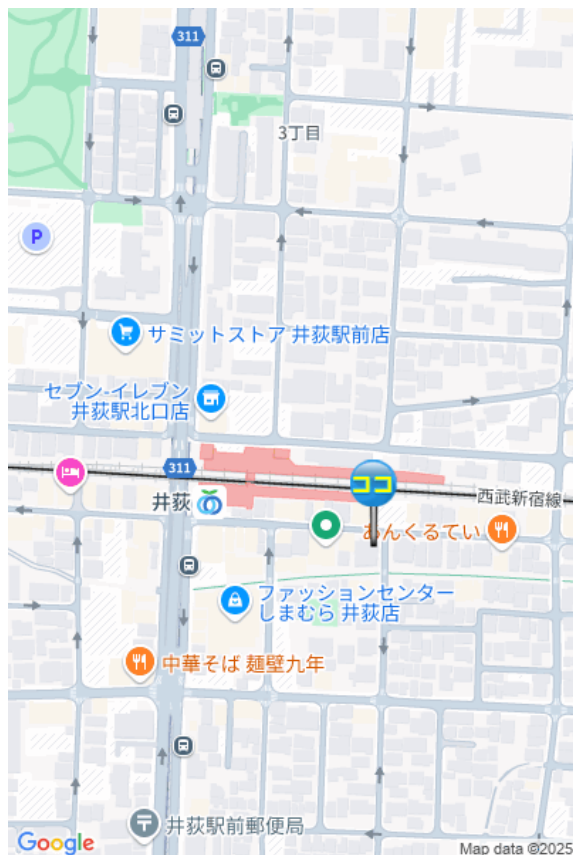 311
3丁目
P
サミットストア 井荻駅前店
セブン-イレブン
井荻駅北口店
311
ココ
西武新宿線
井荻
あんくるてい
ファッションセンター
しまむら 井荻店
中華そば 麺壁九年
井荻駅前郵便局
Google
Map data ©2025